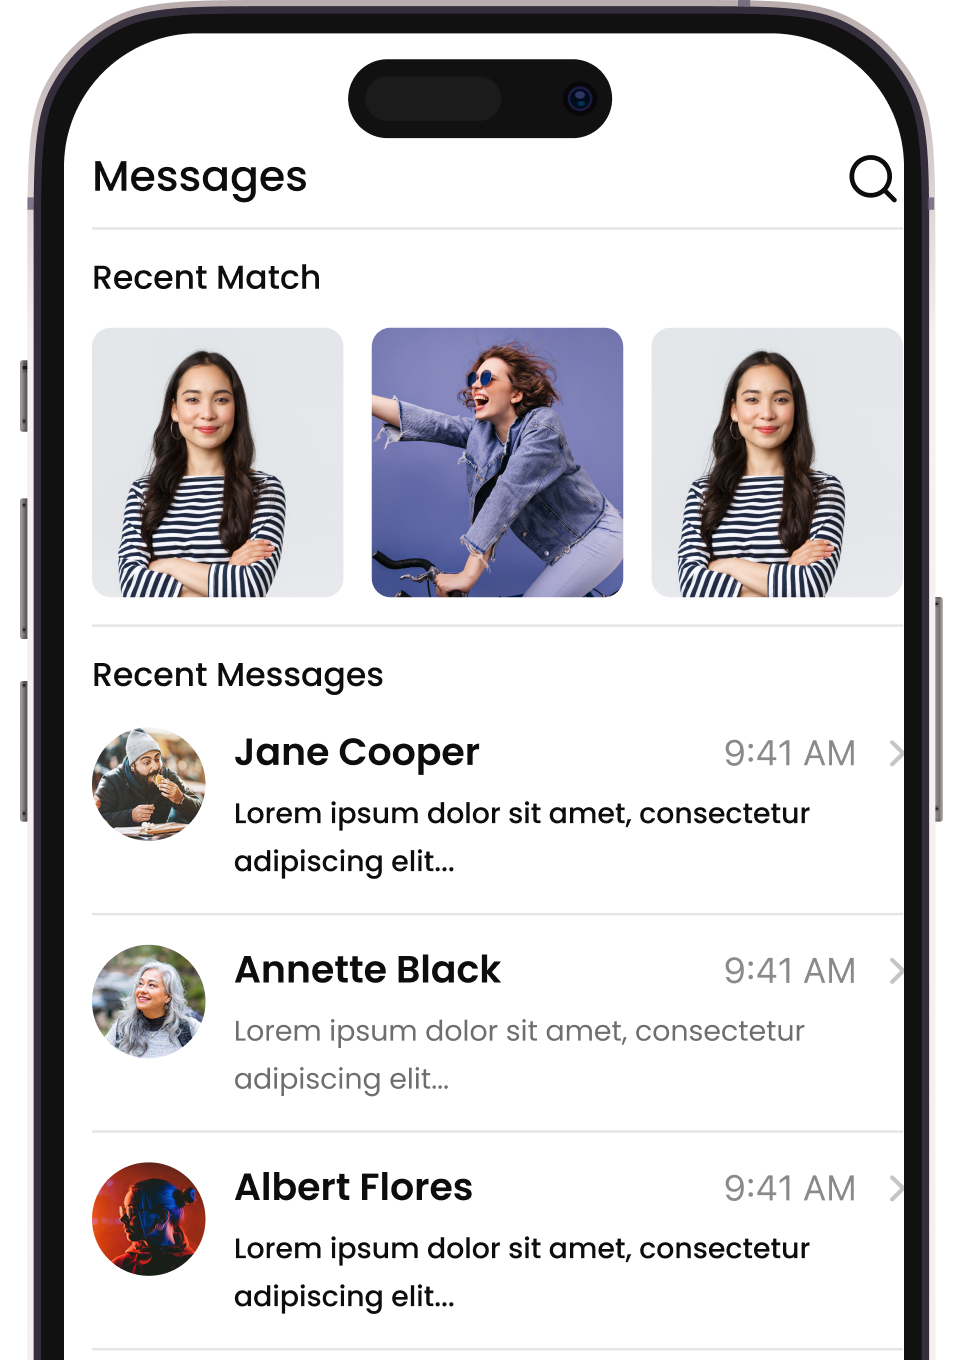 Messages
Recent Match
Recent Messages
Jane Cooper 9:41 AM
Lorem ipsum dolor sit amet, consectetur
adipiscing elit...
Annette Black 9:41 AM
Lorem ipsum dolor sit amet, consectetur
adipiscing elit...
Albert Flores 9:41 AM
Lorem ipsum dolor sit amet, consectetur
adipiscing elit...